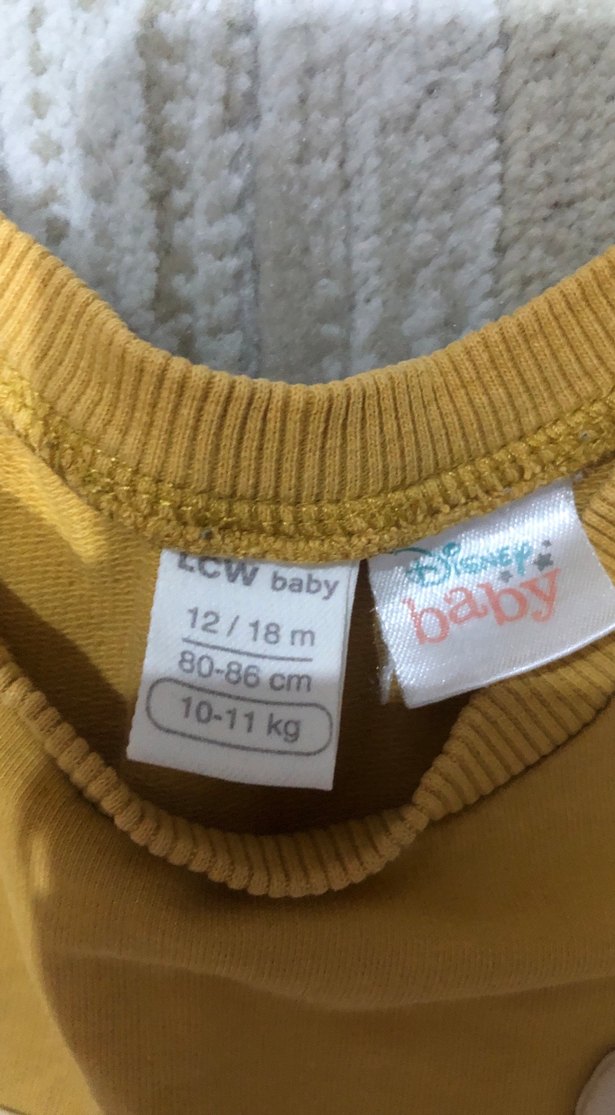 LCW baby
12 / 18 m
80-86 cm
10-11 kg
Disney
baby